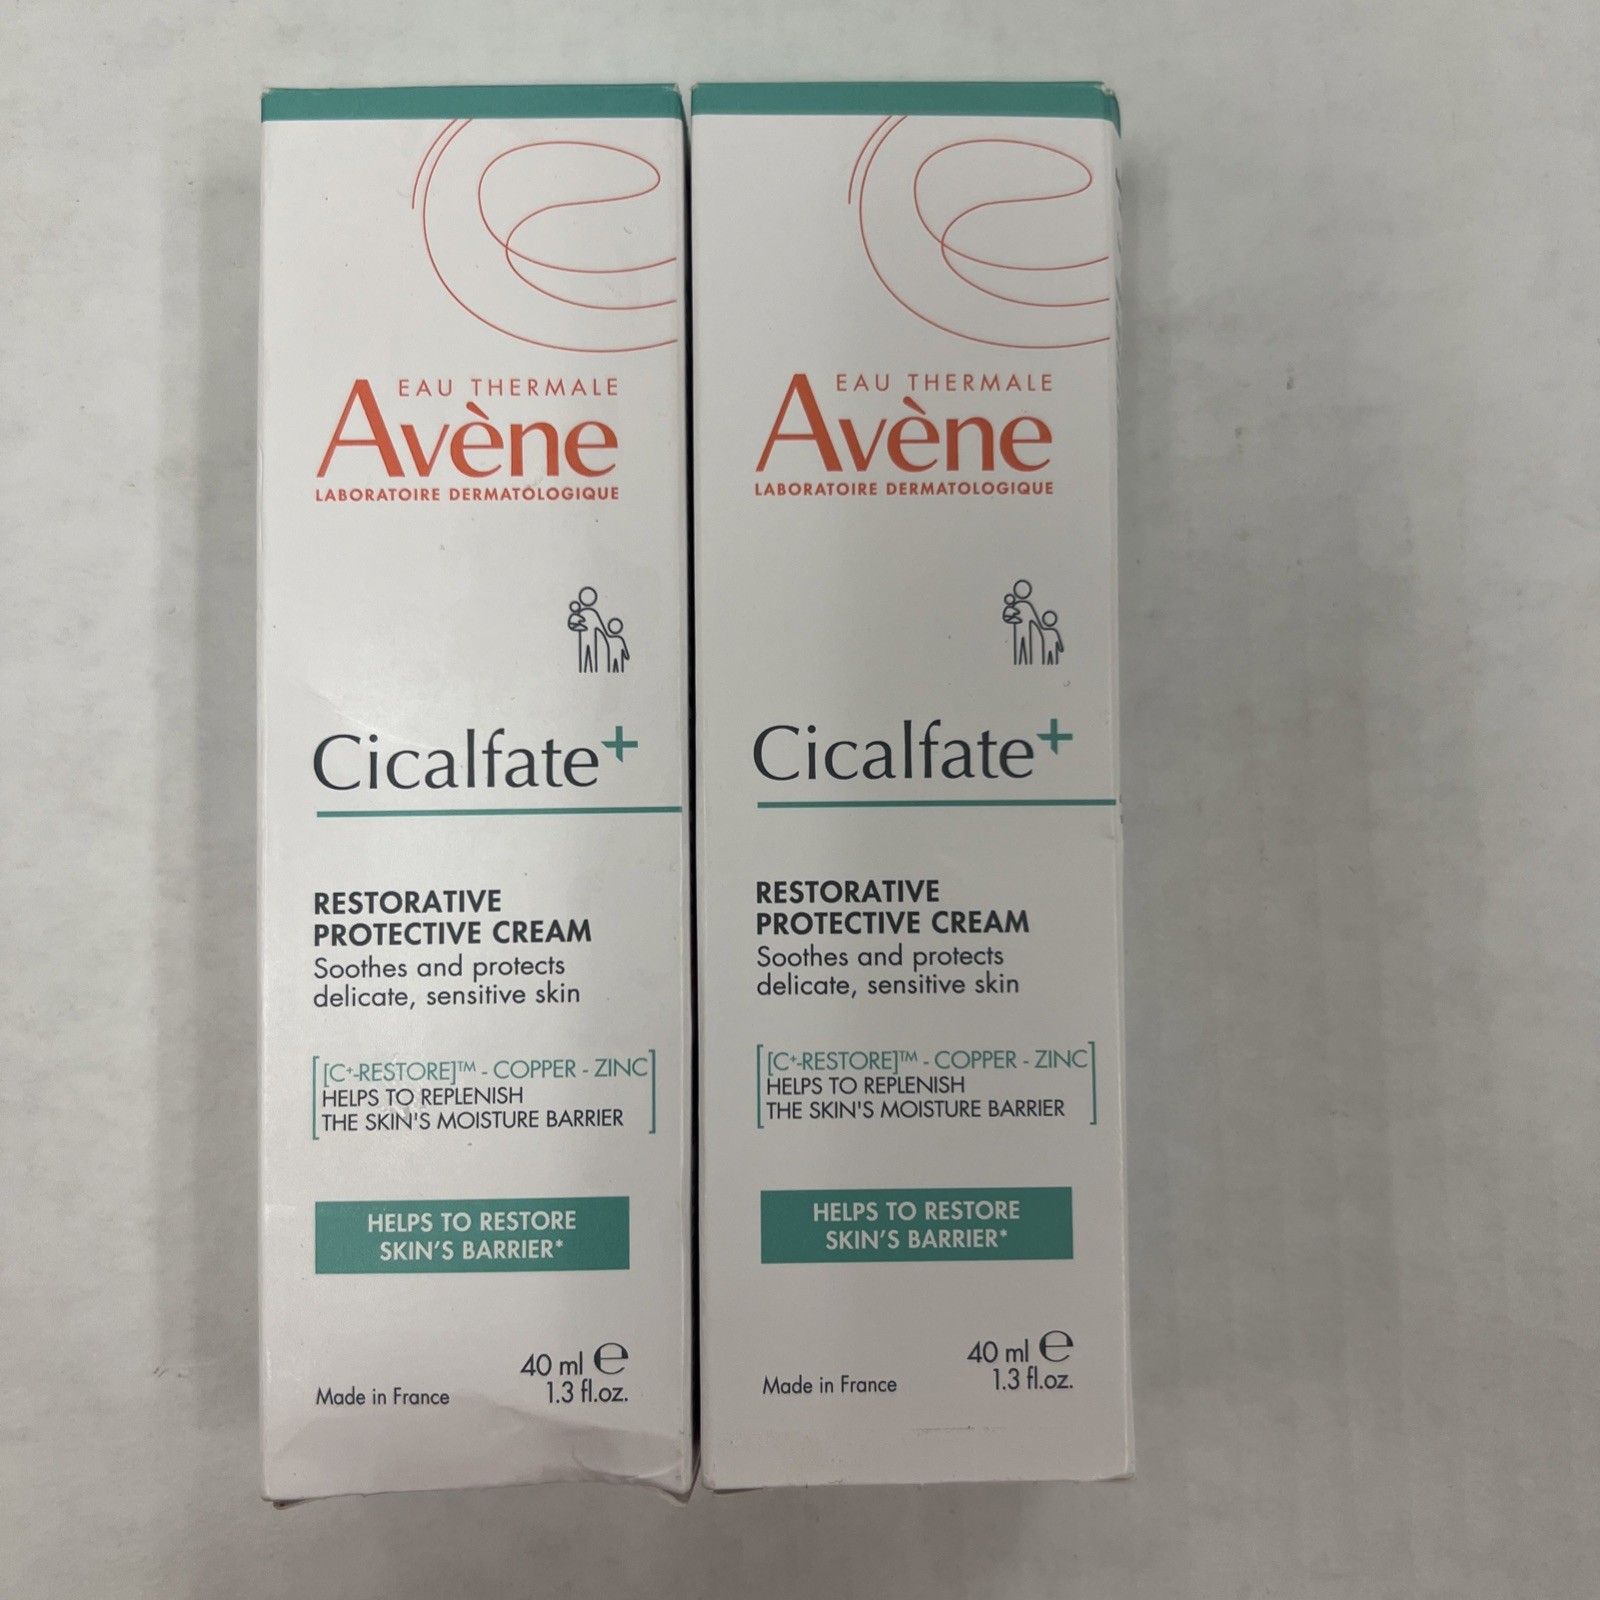 EAU THERMALE
Avène
LABORATOIRE DERMATOLOGIQUE
Cicalfate+
RESTORATIVE
PROTECTIVE CREAM
Soothes and protects
delicate, sensitive skin
[C+-RESTORE]™ - COPPER - ZINC
HELPS TO REPLENISH
THE SKIN'S MOISTURE BARRIER
HELPS TO RESTORE
SKIN'S BARRIER*
40 ml e
Made in France 1.3 fl.oz.
EAU THERMALE
Avène
LABORATOIRE DERMATOLOGIQUE
Cicalfate+
RESTORATIVE
PROTECTIVE CREAM
Soothes and protects
delicate, sensitive skin
[C+-RESTORE]™ - COPPER - ZINC
HELPS TO REPLENISH
THE SKIN'S MOISTURE BARRIER
HELPS TO RESTORE
SKIN'S BARRIER*
40 ml e
Made in France 1.3 fl.oz.